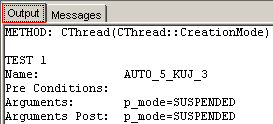 Output Messages
METHOD: CThread(CThread::CreationMode)
TEST 1
Name: AUTO_5_KUJ_3
Pre Conditions:
Arguments: p_mode=SUSPENDED
Arguments Post: p_mode=SUSPENDED